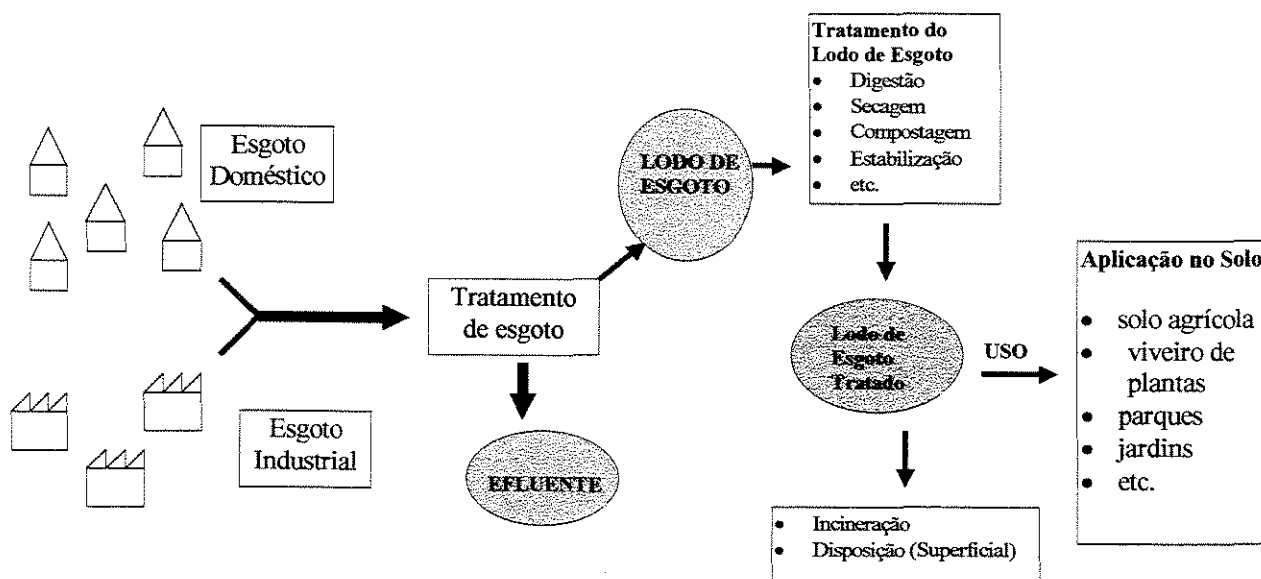 Esgoto
Doméstico
Esgoto
Industrial
Tratamento
de esgoto
EFLUENTE
LODO DE
ESGOTO
Tratamento do
Lodo de Esgoto
• Digestão
• Secagem
• Compostagem
• Estabilização
• etc.
Lodo de
Esgoto
Tratado
USO
Aplicação no Solo
• solo agrícola
• viveiro de
plantas
• parques
• jardins
• etc.
• Incineração
• Disposição (Superficial)